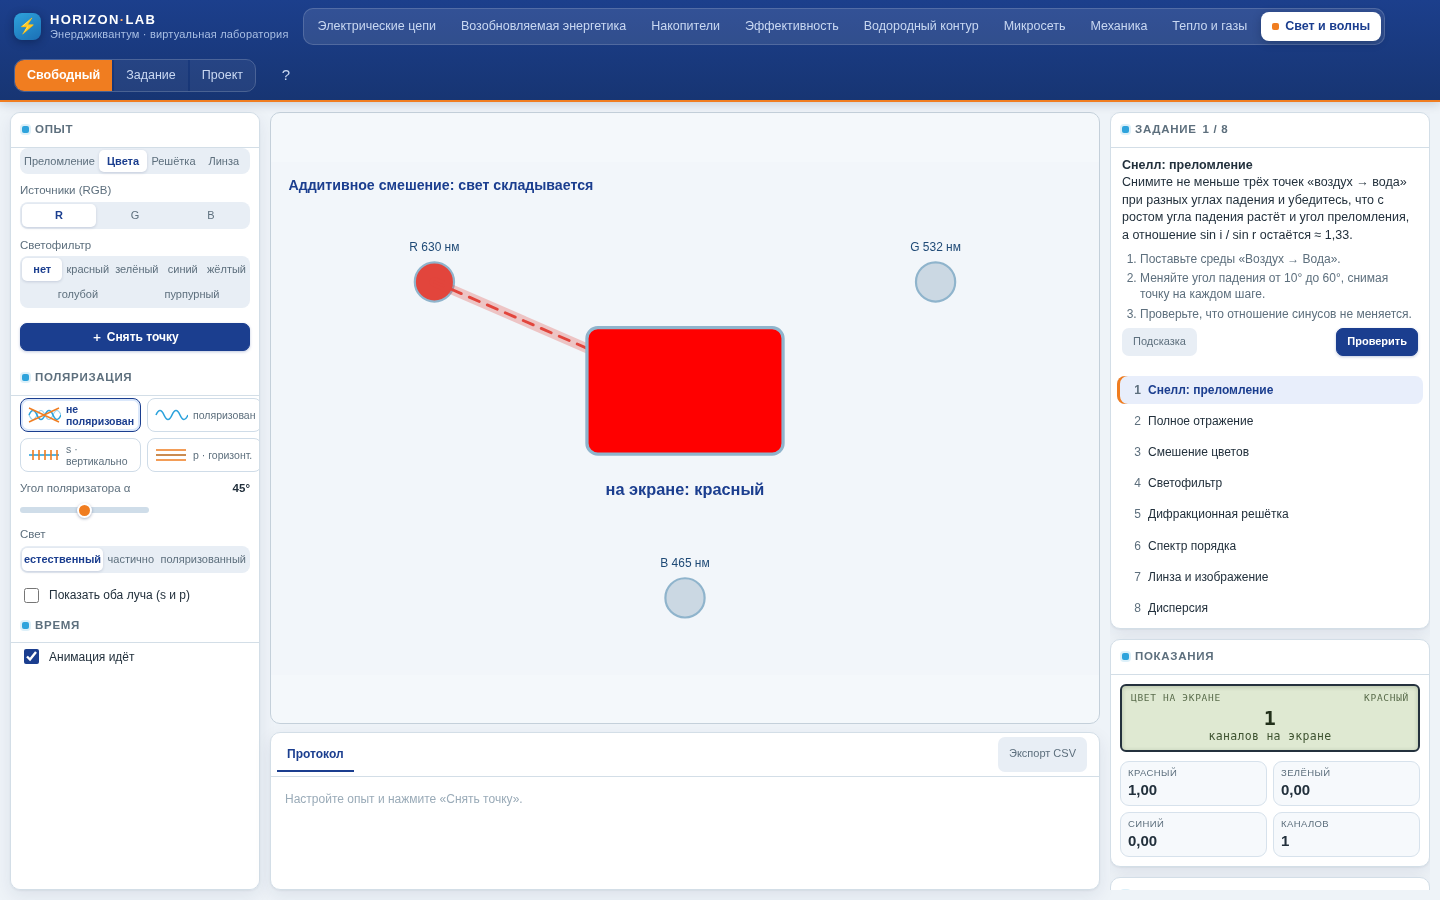 HORIZON·LAB
Энерджиквантум · виртуальная лаборатория
Электрические цепи
Возобновляемая энергетика
Накопители
Эффективность
Водородный контур
Микросеть
Механика
Тепло и газы
Свет и волны
Свободный
Задание
Проект
?
ОПЫТ
Преломление
Цвета
Решётка
Линза
Источники (RGB)
R
G
B
Светофильтр
нет
красный
зелёный
синий
жёлтый
голубой
пурпурный
+ Снять точку
ПОЛЯРИЗАЦИЯ
не
поляризован
поляризован
s ·
вертикально
p · горизонт.
Угол поляризатора α
45°
Свет
естественный
частично
поляризованный
Показать оба луча (s и p)
ВРЕМЯ
Анимация идёт
Аддитивное смешение: свет складывается
R 630 нм
G 532 нм
на экране: красный
B 465 нм
Протокол
Экспорт CSV
Настройте опыт и нажмите «Снять точку».
ЗАДАНИЕ 1 / 8
Снелл: преломление
Снимите не меньше трёх точек «воздух → вода»
при разных углах падения и убедитесь, что с
ростом угла падения растёт и угол преломления,
а отношение sin i / sin r остаётся ≈ 1,33.
1. Поставьте среды «Воздух → Вода».
2. Меняйте угол падения от 10° до 60°, снимая
точку на каждом шаге.
3. Проверьте, что отношение синусов не меняется.
Подсказка
Проверить
1 Снелл: преломление
2 Полное отражение
3 Смешение цветов
4 Светофильтр
5 Дифракционная решётка
6 Спектр порядка
7 Линза и изображение
8 Дисперсия
ПОКАЗАНИЯ
ЦВЕТ НА ЭКРАНЕ
КРАСНЫЙ
1
каналов на экране
КРАСНЫЙ
1,00
ЗЕЛЁНЫЙ
0,00
СИНИЙ
0,00
КАНАЛОВ
1